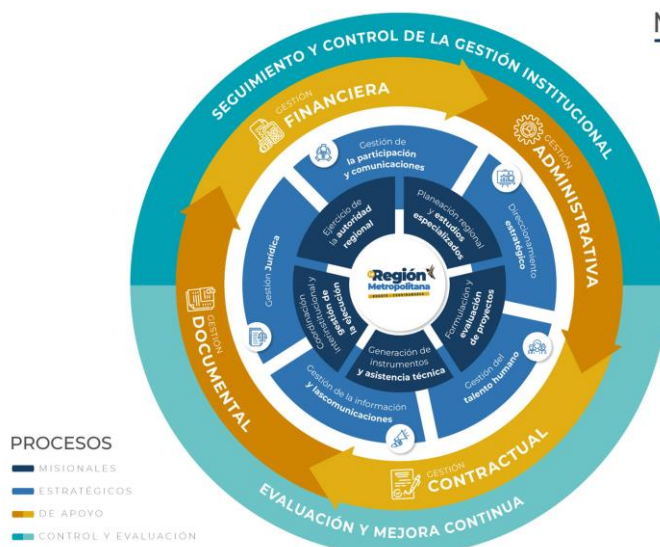 M
SEGUIMIENTO Y CONTROL DE LA GESTIÓN INSTITUCIONAL
GESTIÓN
FINANCIERA
GESTIÓN
ADMINISTRATIVA
GESTIÓN
CONTRACTUAL
GESTIÓN
DOCUMENTAL
Gestión de
la participación
y comunicaciones
Direccionamiento
estratégico
Gestión del
talento humano
Gestión de la información
y lascomunicaciones
Gestión Jurídica
Ejercicio de
la autoridad
regional
Planeación regional
y estudios
especializados
Formulación y
evaluación
de proyectos
Generación de
instrumentos
y asistencia técnica
Coordinación
interinstitucional y
gestión de
la ejecución
Región
Metropolitana
BOGOTÁ - CUNDINAMARCA
EVALUACIÓN Y MEJORA CONTINUA
PROCESOS
MISIONALES
ESTRATÉGICOS
DE APOYO
CONTROL Y EVALUACIÓN